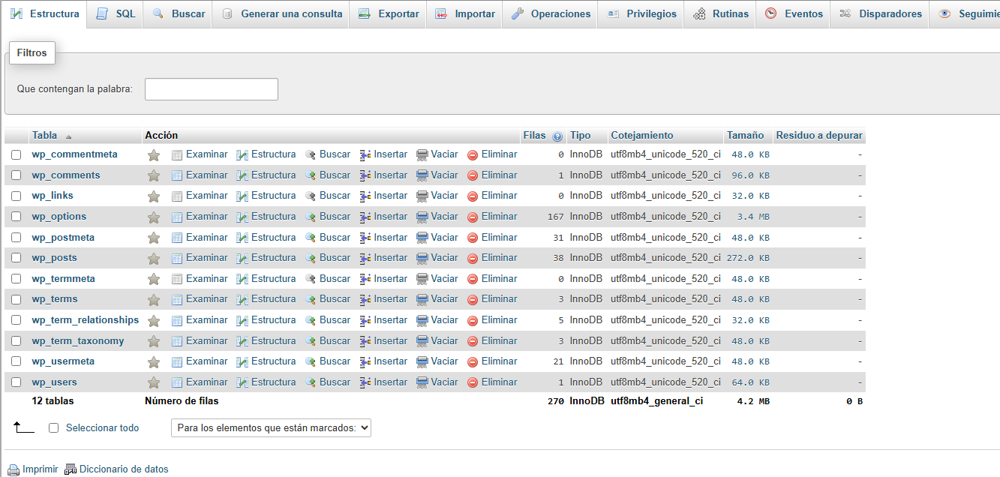 Estructura SQL Buscar Generar una consulta Exportar Importar Operaciones Privilegios Rutinas Eventos Disparadores Seguimie
Filtros
Que contengan la palabra:
Tabla Acción Filas Tipo Cotejamiento Tamaño Residuo a depurar
wp_commentmeta Examinar Estructura Buscar Insertar Vaciar Eliminar 0 InnoDB utf8mb4_unicode_520_ci 48.0 KB -
wp_comments Examinar Estructura Buscar Insertar Vaciar Eliminar 1 InnoDB utf8mb4_unicode_520_ci 96.0 KB -
wp_links Examinar Estructura Buscar Insertar Vaciar Eliminar 0 InnoDB utf8mb4_unicode_520_ci 32.0 KB -
wp_options Examinar Estructura Buscar Insertar Vaciar Eliminar 167 InnoDB utf8mb4_unicode_520_ci 3.4 MB -
wp_postmeta Examinar Estructura Buscar Insertar Vaciar Eliminar 31 InnoDB utf8mb4_unicode_520_ci 48.0 KB -
wp_posts Examinar Estructura Buscar Insertar Vaciar Eliminar 38 InnoDB utf8mb4_unicode_520_ci 272.0 KB -
wp_termmeta Examinar Estructura Buscar Insertar Vaciar Eliminar 0 InnoDB utf8mb4_unicode_520_ci 48.0 KB -
wp_terms Examinar Estructura Buscar Insertar Vaciar Eliminar 3 InnoDB utf8mb4_unicode_520_ci 48.0 KB -
wp_term_relationships Examinar Estructura Buscar Insertar Vaciar Eliminar 5 InnoDB utf8mb4_unicode_520_ci 32.0 KB -
wp_term_taxonomy Examinar Estructura Buscar Insertar Vaciar Eliminar 3 InnoDB utf8mb4_unicode_520_ci 48.0 KB -
wp_usermeta Examinar Estructura Buscar Insertar Vaciar Eliminar 21 InnoDB utf8mb4_unicode_520_ci 48.0 KB -
wp_users Examinar Estructura Buscar Insertar Vaciar Eliminar 1 InnoDB utf8mb4_unicode_520_ci 64.0 KB -
12 tablas Número de filas 270 InnoDB utf8mb4_general_ci 4.2 MB 0 B
Seleccionar todo Para los elementos que están marcados:
Imprimir Diccionario de datos